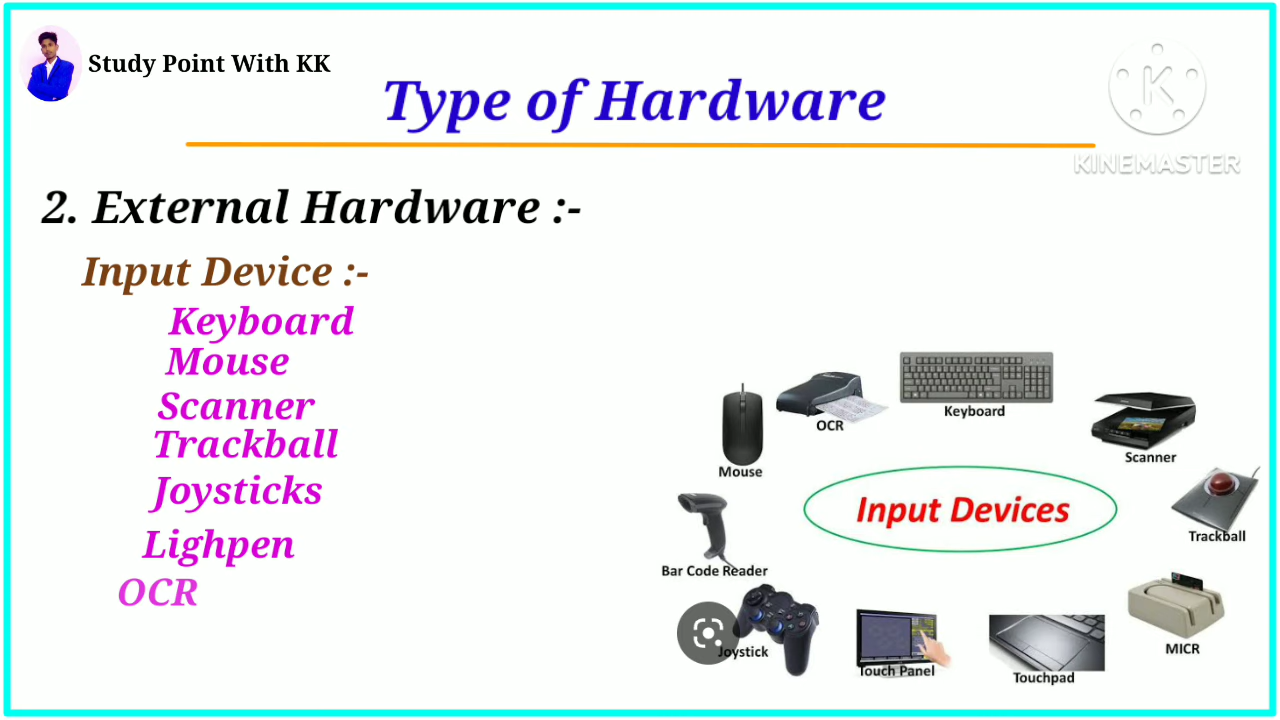 Study Point With KK
Type of Hardware
K
KINEMASTER
2. External Hardware :-
Input Device :-
Keyboard
Mouse
Scanner
Trackball
Joysticks
Lighpen
OCR
Keyboard
OCR
Scanner
Mouse
Input Devices
Trackball
Bar Code Reader
MICR
Joystick
Touch Panel
Touchpad